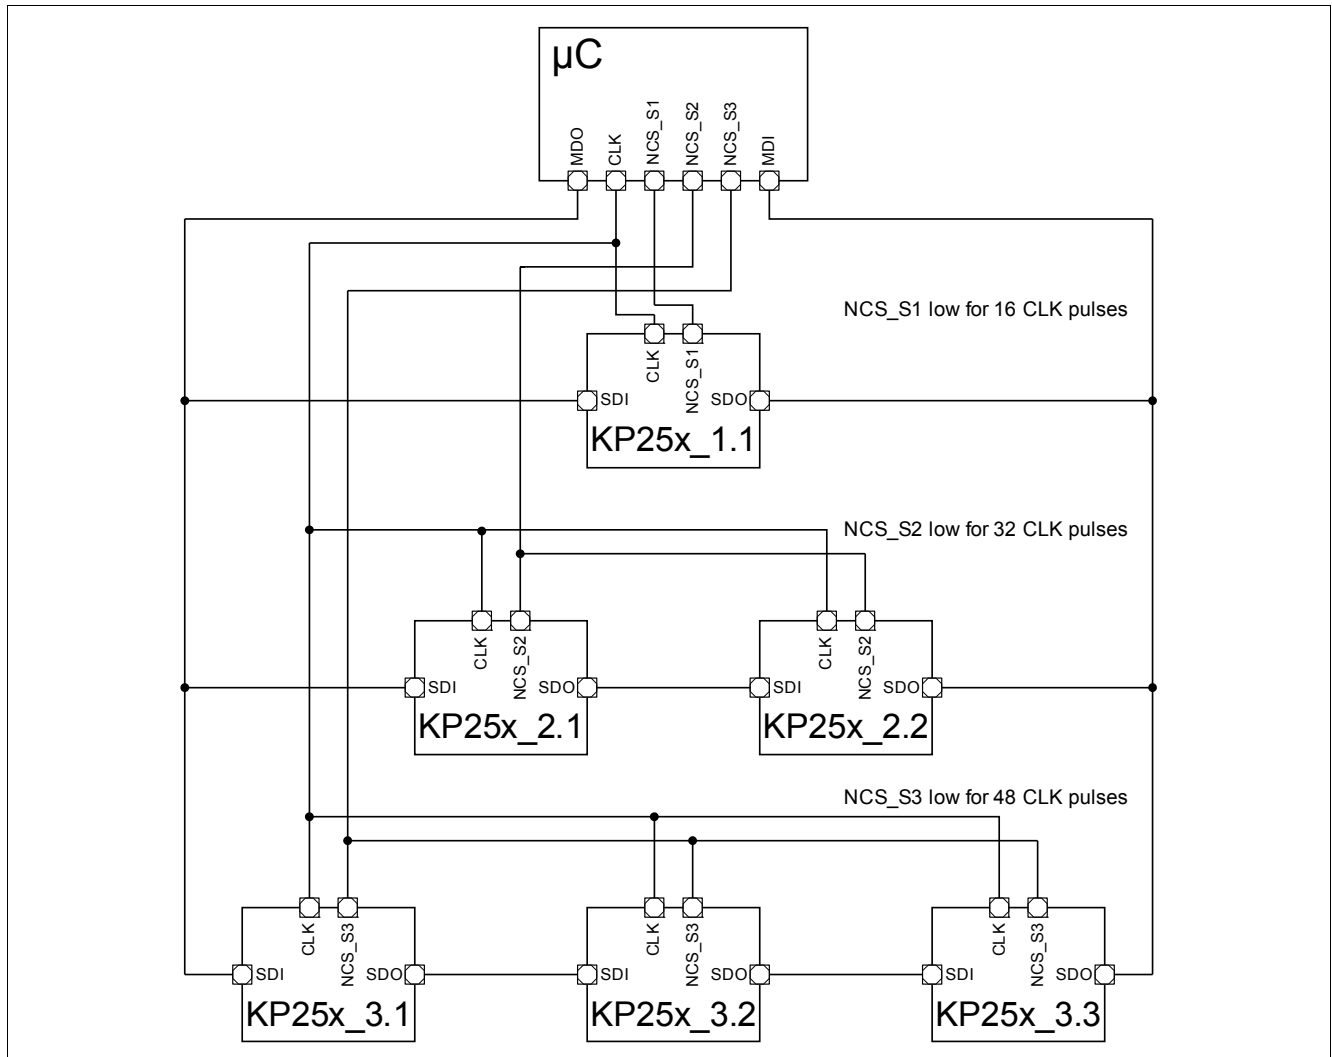 µC
MDO
CLK
NCS_S1
NCS_S2
NCS_S3
MDI
NCS_S1 low for 16 CLK pulses
CLK
NCS_S1
SDI
SDO
KP25x_1.1
NCS_S2 low for 32 CLK pulses
CLK
NCS_S2
SDI
SDO
KP25x_2.1
CLK
NCS_S2
SDI
SDO
KP25x_2.2
NCS_S3 low for 48 CLK pulses
CLK
NCS_S3
SDI
SDO
KP25x_3.1
CLK
NCS_S3
SDI
SDO
KP25x_3.2
CLK
NCS_S3
SDI
SDO
KP25x_3.3